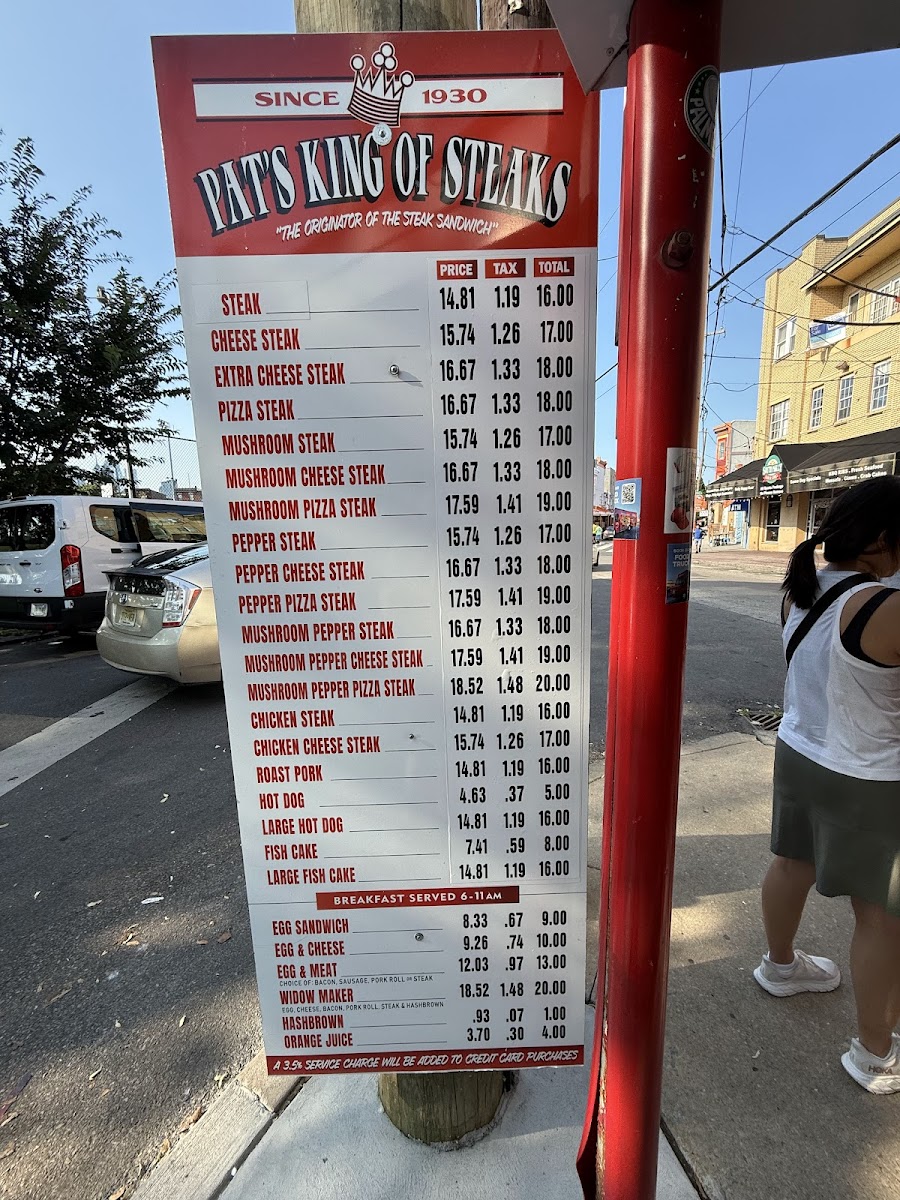 SINCE 1930
PAT'S KING OF STEAKS
"THE ORIGINATOR OF THE STEAK SANDWICH"
PRICE TAX TOTAL
STEAK 14.81 1.19 16.00
CHEESE STEAK 15.74 1.26 17.00
EXTRA CHEESE STEAK 16.67 1.33 18.00
PIZZA STEAK 16.67 1.33 18.00
MUSHROOM STEAK 15.74 1.26 17.00
MUSHROOM CHEESE STEAK 16.67 1.33 18.00
MUSHROOM PIZZA STEAK 17.59 1.41 19.00
PEPPER STEAK 15.74 1.26 17.00
PEPPER CHEESE STEAK 16.67 1.33 18.00
PEPPER PIZZA STEAK 17.59 1.41 19.00
MUSHROOM PEPPER STEAK 16.67 1.33 18.00
MUSHROOM PEPPER CHEESE STEAK 17.59 1.41 19.00
MUSHROOM PEPPER PIZZA STEAK 18.52 1.48 20.00
CHICKEN STEAK 14.81 1.19 16.00
CHICKEN CHEESE STEAK 15.74 1.26 17.00
ROAST PORK 14.81 1.19 16.00
HOT DOG 4.63 .37 5.00
LARGE HOT DOG 14.81 1.19 16.00
FISH CAKE 7.41 .59 8.00
LARGE FISH CAKE 14.81 1.19 16.00
BREAKFAST SERVED 6-11AM
EGG SANDWICH 8.33 .67 9.00
EGG & CHEESE 9.26 .74 10.00
EGG & MEAT 12.03 .97 13.00
CHOICE OF: BACON, SAUSAGE, PORK ROLL OR STEAK
WIDOW MAKER 18.52 1.48 20.00
EGG, CHEESE, BACON, PORK ROLL, STEAK & HASHBROWN
HASHBROWN .93 .07 1.00
ORANGE JUICE 3.70 .30 4.00
A 3.5% SERVICE CHARGE WILL BE ADDED TO CREDIT CARD PURCHASES
FOOD
TRUCK
ATM
HOKA